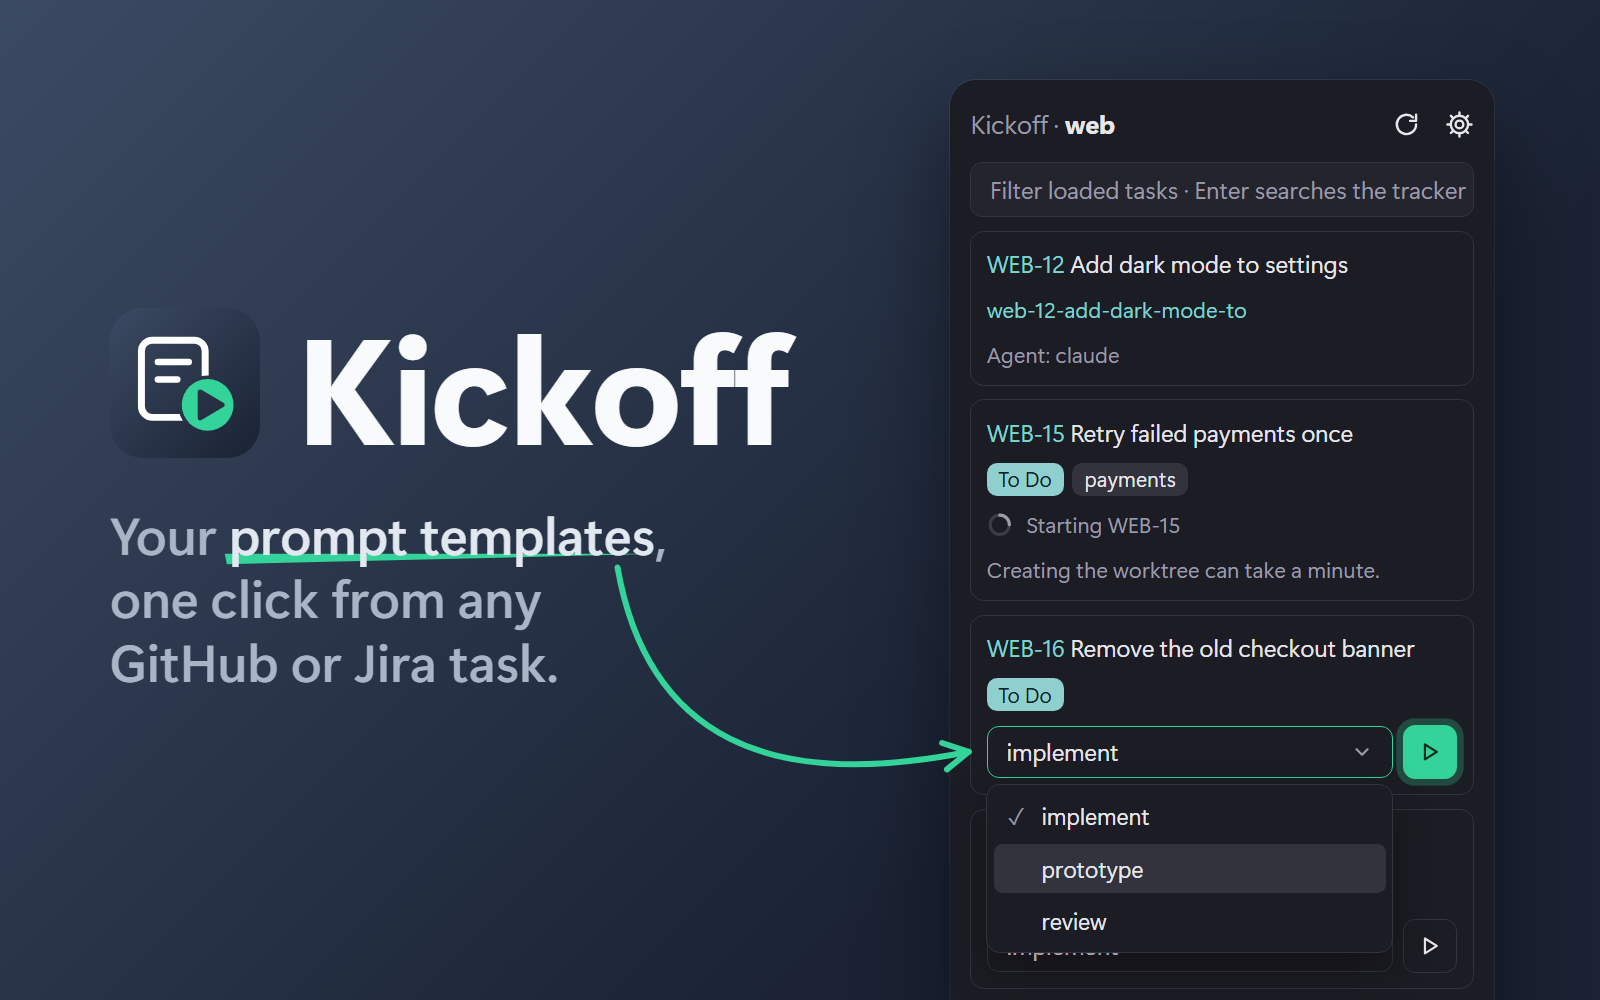 Kickoff
Your prompt templates,
one click from any
GitHub or Jira task.
Kickoff · web
Filter loaded tasks · Enter searches the tracker
WEB-12 Add dark mode to settings
web-12-add-dark-mode-to
Agent: claude
WEB-15 Retry failed payments once
To Do payments
Starting WEB-15
Creating the worktree can take a minute.
WEB-16 Remove the old checkout banner
To Do
implement
✓ implement
prototype
review
implement